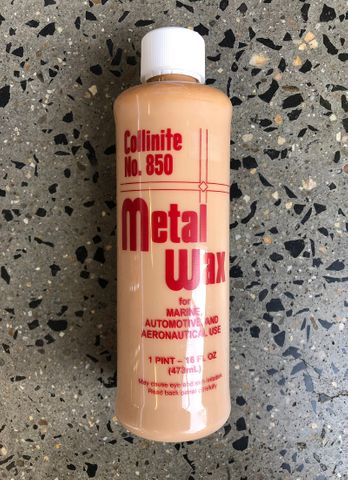 Collinite
No. 850
Metal
Wax
for
MARINE,
AUTOMOTIVE, AND
AERONAUTICAL USE
1 PINT – 16 FL OZ
(473mL)
May cause eye and skin irritation.
Read back panel carefully.